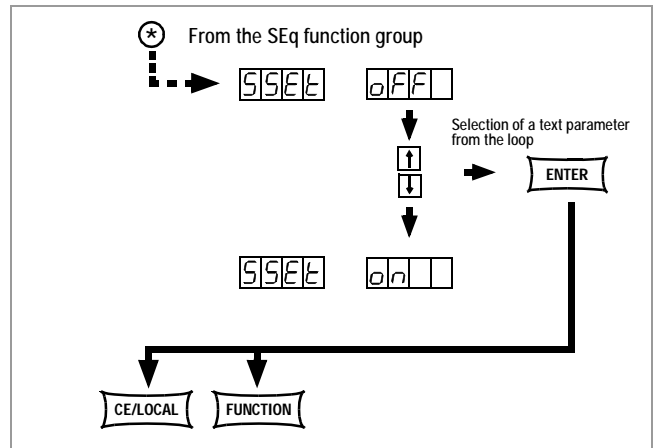 * From the SEq function group
SSEt oFF
Selection of a text parameter
from the loop
ENTER
SSEt on
CE/LOCAL FUNCTION